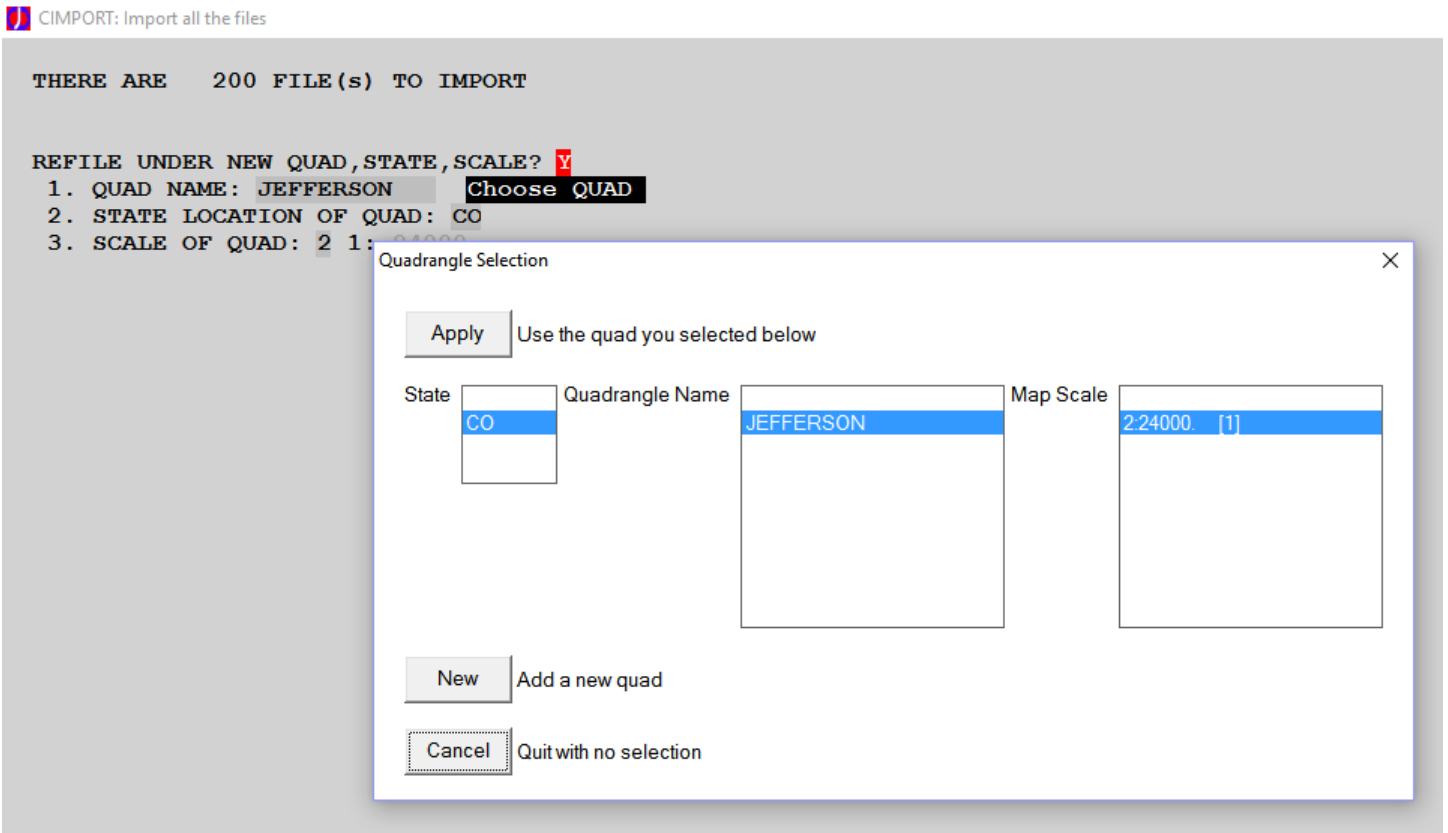 CIMPORT: Import all the files
THERE ARE 200 FILE(s) TO IMPORT
REFILE UNDER NEW QUAD,STATE,SCALE? Y
1. QUAD NAME: JEFFERSON Choose QUAD
2. STATE LOCATION OF QUAD: CO
3. SCALE OF QUAD: 2 1:
Quadrangle Selection
Apply Use the quad you selected below
State Quadrangle Name Map Scale
CO JEFFERSON 2:24000. [1]
New Add a new quad
Cancel Quit with no selection